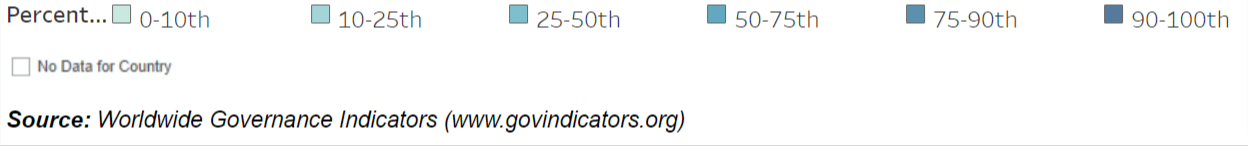 Percent... 0-10th 10-25th 25-50th 50-75th 75-90th 90-100th
No Data for Country
Source: Worldwide Governance Indicators (www.govindicators.org)